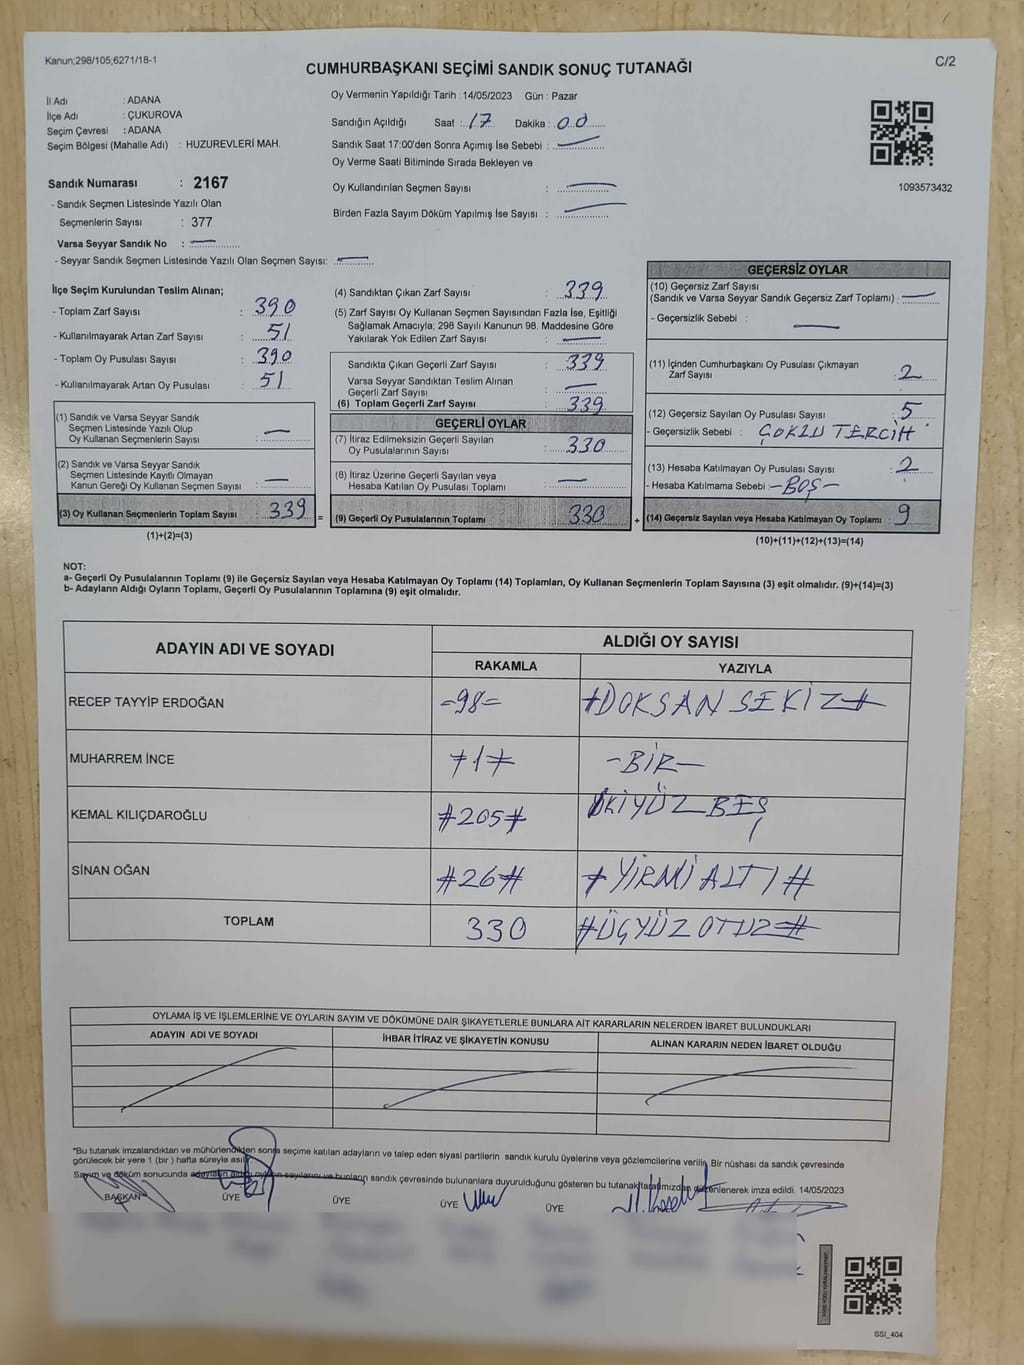 Kanun;298/105;6271/18-1
C/2
CUMHURBAŞKANI SEÇİMİ SANDIK SONUÇ TUTANAĞI
İl Adı : ADANA
İlçe Adı : ÇUKUROVA
Seçim Çevresi : ADANA
Seçim Bölgesi (Mahalle Adı) : HUZUREVLERİ MAH.
Sandık Numarası : 2167
- Sandık Seçmen Listesinde Yazılı Olan
Seçmenlerin Sayısı : 377
Varsa Seyyar Sandık No : —
- Seyyar Sandık Seçmen Listesinde Yazılı Olan Seçmen Sayısı: —
Oy Vermenin Yapıldığı Tarih :14/05/2023 Gün : Pazar
Sandığın Açıldığı Saat : 17 Dakika : 00
Sandık Saat 17:00'den Sonra Açımış İse Sebebi : —
Oy Verme Saati Bitiminde Sırada Bekleyen ve
Oy Kullandırılan Seçmen Sayısı : —
Birden Fazla Sayım Döküm Yapılmış İse Sayısı : —
1093573432
İlçe Seçim Kurulundan Teslim Alınan;
- Toplam Zarf Sayısı : 390
- Kullanılmayarak Artan Zarf Sayısı : 51
- Toplam Oy Pusulası Sayısı : 390
- Kullanılmayarak Artan Oy Pusulası : 51
(1) Sandık ve Varsa Seyyar Sandık
Seçmen Listesinde Yazılı Olup
Oy Kullanan Seçmenlerin Sayısı : —
(2) Sandık ve Varsa Seyyar Sandık
Seçmen Listesinde Kayıtlı Olmayan
Kanun Gereği Oy Kullanan Seçmen Sayısı : —
(3) Oy Kullanan Seçmenlerin Toplam Sayısı : 339
(1)+(2)=(3)
(4) Sandıktan Çıkan Zarf Sayısı : 339
(5) Zarf Sayısı Oy Kullanan Seçmen Sayısından Fazla İse, Eşitliği
Sağlamak Amacıyla; 298 Sayılı Kanunun 98. Maddesine Göre
Yakılarak Yok Edilen Zarf Sayısı : —
Sandıkta Çıkan Geçerli Zarf Sayısı : 339
Varsa Seyyar Sandıktan Teslim Alınan
Geçerli Zarf Sayısı : —
(6) Toplam Geçerli Zarf Sayısı : 339
GEÇERLİ OYLAR
(7) İtiraz Edilmeksizin Geçerli Sayılan
Oy Pusulalarının Sayısı : 330
(8) İtiraz Üzerine Geçerli Sayılan veya
Hesaba Katılan Oy Pusulası Toplamı : —
= (9) Geçerli Oy Pusulalarının Toplamı : 330
GEÇERSİZ OYLAR
(10) Geçersiz Zarf Sayısı
(Sandık ve Varsa Seyyar Sandık Geçersiz Zarf Toplamı) : —
- Geçersizlik Sebebi : —
(11) İçinden Cumhurbaşkanı Oy Pusulası Çıkmayan
Zarf Sayısı : 2
(12) Geçersiz Sayılan Oy Pusulası Sayısı : 5
- Geçersizlik Sebebi : ÇOKLU TERCİH
(13) Hesaba Katılmayan Oy Pusulası Sayısı : 2
- Hesaba Katılmama Sebebi : -BOŞ-
+ (14) Geçersiz Sayılan veya Hesaba Katılmayan Oy Toplamı : 9
(10)+(11)+(12)+(13)=(14)
NOT:
a- Geçerli Oy Pusulalarının Toplamı (9) ile Geçersiz Sayılan veya Hesaba Katılmayan Oy Toplamı (14) Toplamları, Oy Kullanan Seçmenlerin Toplam Sayısına (3) eşit olmalıdır. (9)+(14)=(3)
b- Adayların Aldığı Oyların Toplamı, Geçerli Oy Pusulalarının Toplamına (9) eşit olmalıdır.
ADAYIN ADI VE SOYADI
ALDIĞI OY SAYISI
RAKAMLA YAZIYLA
RECEP TAYYİP ERDOĞAN =98= #DOKSAN SEKİZ#
MUHARREM İNCE #1# -BİR-
KEMAL KILIÇDAROĞLU #205# İKİYÜZ BEŞ
SİNAN OĞAN #26# #YİRMİ ALTI#
TOPLAM 330 #ÜÇYÜZ OTUZ#
OYLAMA İŞ VE İŞLEMLERİNE VE OYLARIN SAYIM VE DÖKÜMÜNE DAİR ŞİKAYETLERLE BUNLARA AİT KARARLARIN NELERDEN İBARET BULUNDUKLARI
ADAYIN ADI VE SOYADI İHBAR İTİRAZ VE ŞİKAYETİN KONUSU ALINAN KARARIN NEDEN İBARET OLDUĞU
*Bu tutanak imzalandıktan ve mühürlendikten sonra seçime katılan adayların ve talep eden siyasi partilerin sandık kurulu üyelerine veya gözlemcilerine verilir. Bir nüshası da sandık çevresinde
görülecek bir yere 1 (bir ) hafta süreyle asılır.
Sayım ve döküm sonucunda adayların aldığı oyların sayılarını ve bunların sandık çevresinde bulunanlara duyurulduğunu gösteren bu tutanak tarafımızdan düzenlenerek imza edildi. 14/05/2023
BAŞKAN ÜYE ÜYE ÜYE ÜYE
SSI_404